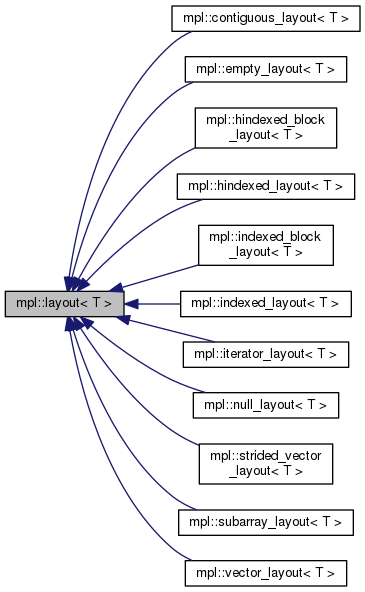 mpl::contiguous_layout< T >
mpl::empty_layout< T >
mpl::hindexed_block
_layout< T >
mpl::hindexed_layout< T >
mpl::indexed_block
_layout< T >
mpl::layout< T >
mpl::indexed_layout< T >
mpl::iterator_layout< T >
mpl::null_layout< T >
mpl::strided_vector
_layout< T >
mpl::subarray_layout< T >
mpl::vector_layout< T >